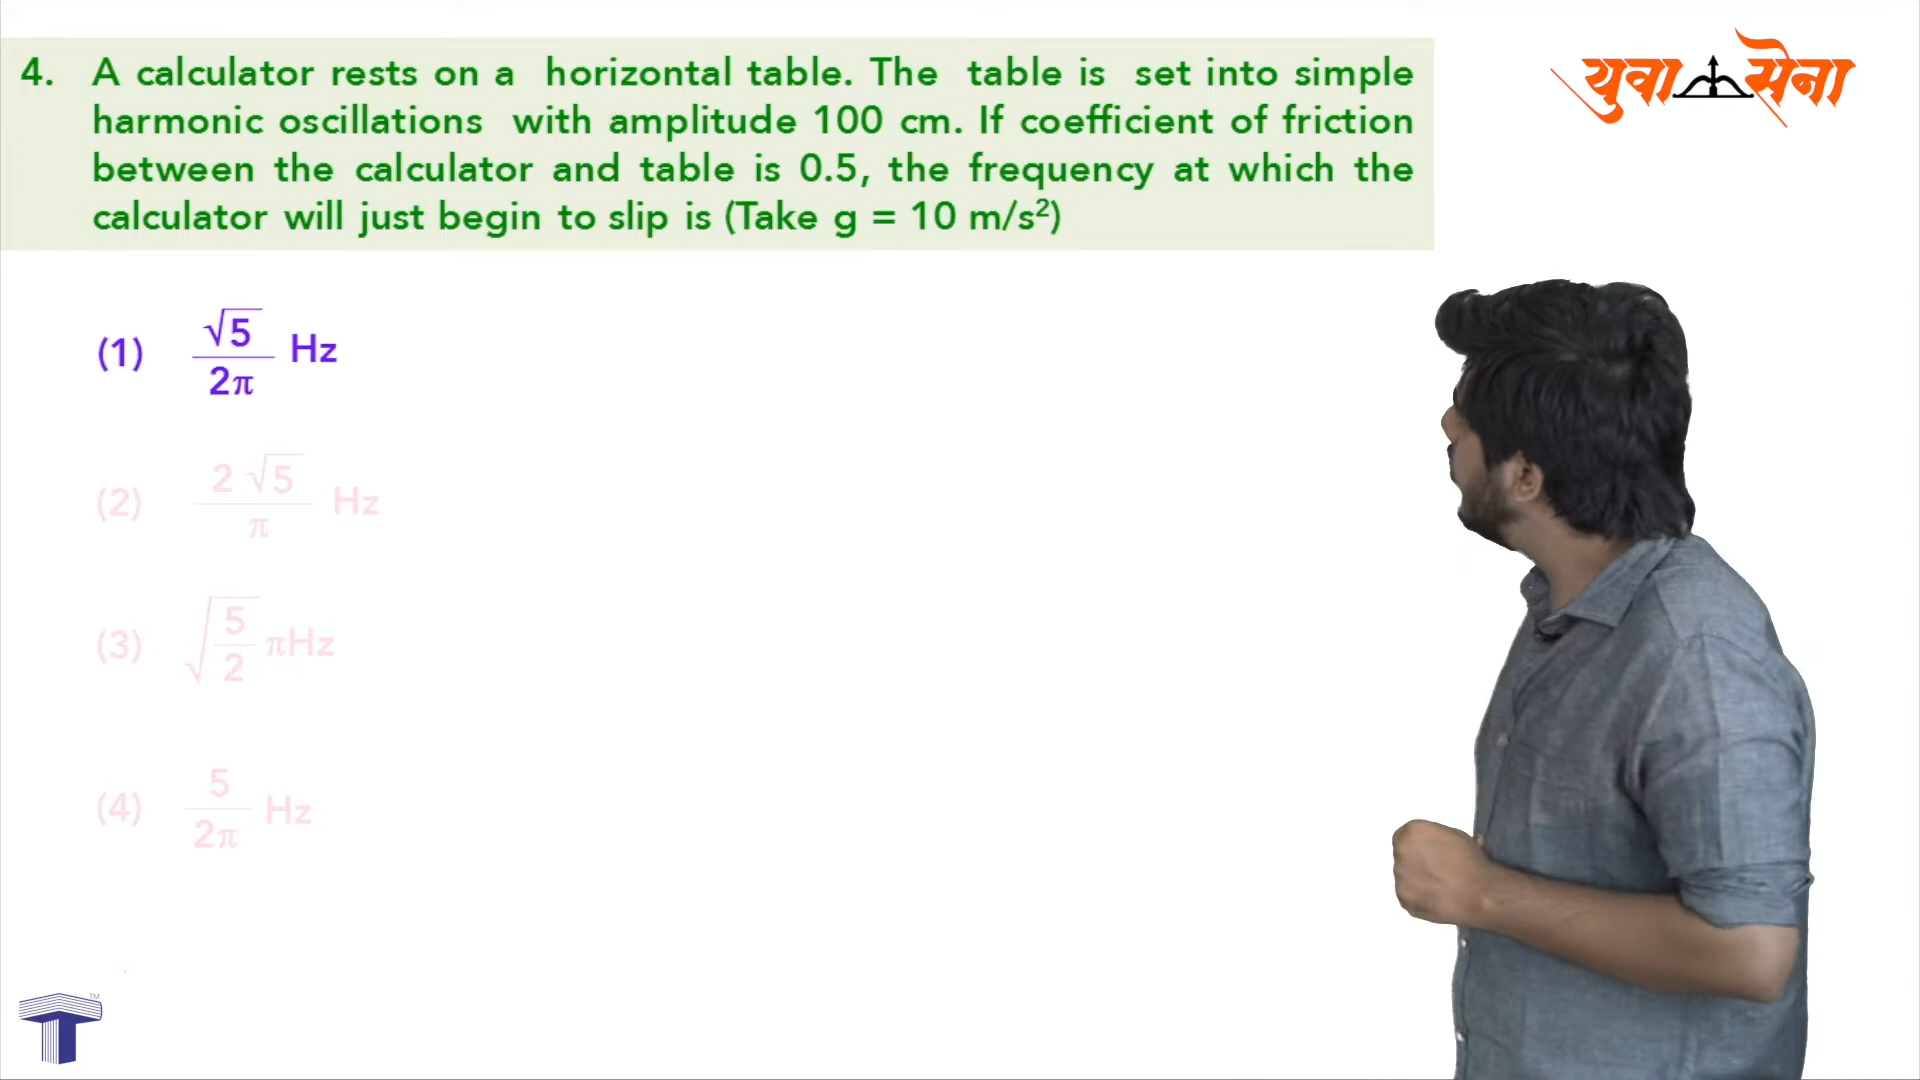 4. A calculator rests on a horizontal table. The table is set into simple
harmonic oscillations with amplitude 100 cm. If coefficient of friction
between the calculator and table is 0.5, the frequency at which the
calculator will just begin to slip is (Take g = 10 m/s²)
युवा सेना
(1) √5/2π Hz
(2) 2√5/π Hz
(3) √(5/2) πHz
(4) 5/2π Hz
TM